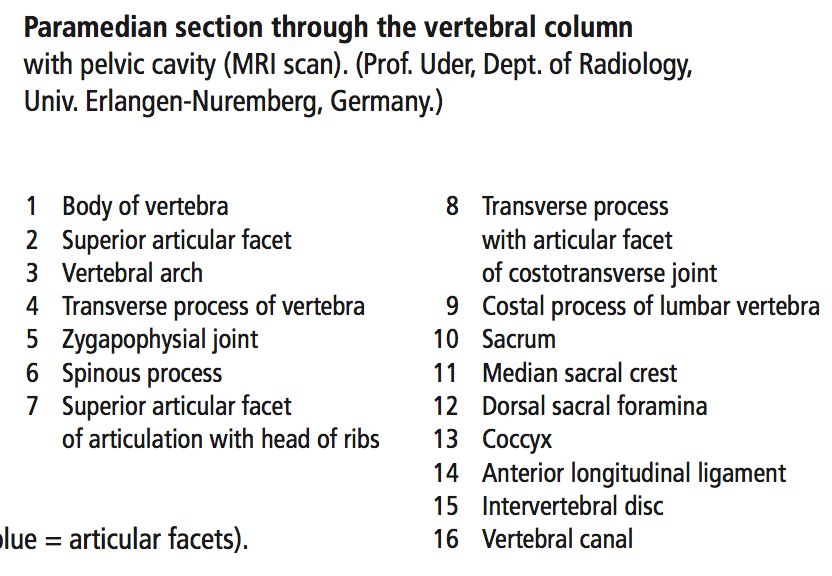 Paramedian section through the vertebral column
with pelvic cavity (MRI scan). (Prof. Uder, Dept. of Radiology,
Univ. Erlangen-Nuremberg, Germany.)
1 Body of vertebra
2 Superior articular facet
3 Vertebral arch
4 Transverse process of vertebra
5 Zygapophysial joint
6 Spinous process
7 Superior articular facet
of articulation with head of ribs
8 Transverse process
with articular facet
of costotransverse joint
9 Costal process of lumbar vertebra
10 Sacrum
11 Median sacral crest
12 Dorsal sacral foramina
13 Coccyx
14 Anterior longitudinal ligament
15 Intervertebral disc
16 Vertebral canal
lue = articular facets).